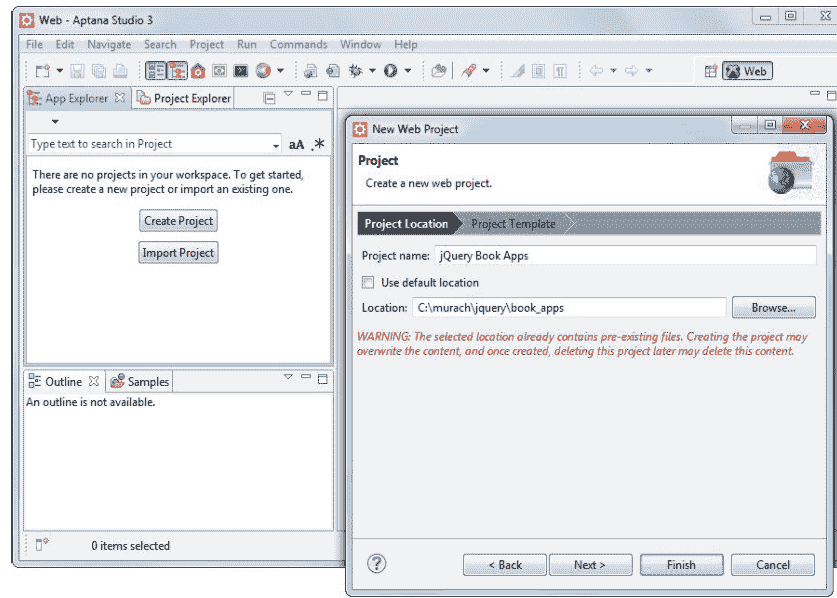 Web - Aptana Studio 3
File Edit Navigate Search Project Run Commands Window Help
Web
App Explorer
Project Explorer
Type text to search in Project
aA .*
There are no projects in your workspace. To get started,
please create a new project or import an existing one.
Create Project
Import Project
Outline
Samples
An outline is not available.
0 items selected
New Web Project
Project
Create a new web project.
Project Location
Project Template
Project name: jQuery Book Apps
Use default location
Location: C:\murach\jquery\book_apps
Browse...
WARNING: The selected location already contains pre-existing files. Creating the project may
overwrite the content, and once created, deleting this project later may delete this content.
?
< Back
Next >
Finish
Cancel